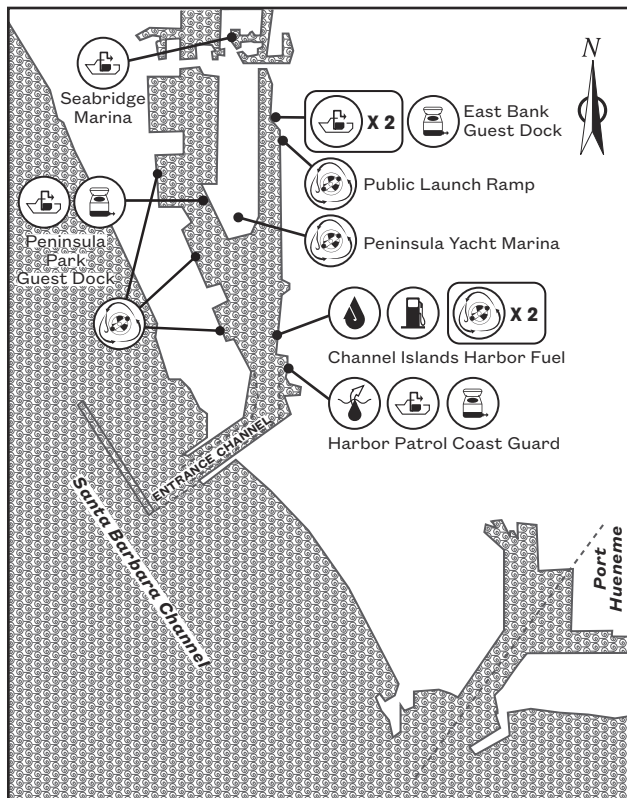 N
Seabridge
Marina
X 2
East Bank
Guest Dock
Public Launch Ramp
Peninsula Yacht Marina
Peninsula
Park
Guest Dock
X 2
Channel Islands Harbor Fuel
Harbor Patrol Coast Guard
ENTRANCE CHANNEL
Santa Barbara Channel
Port
Hueneme